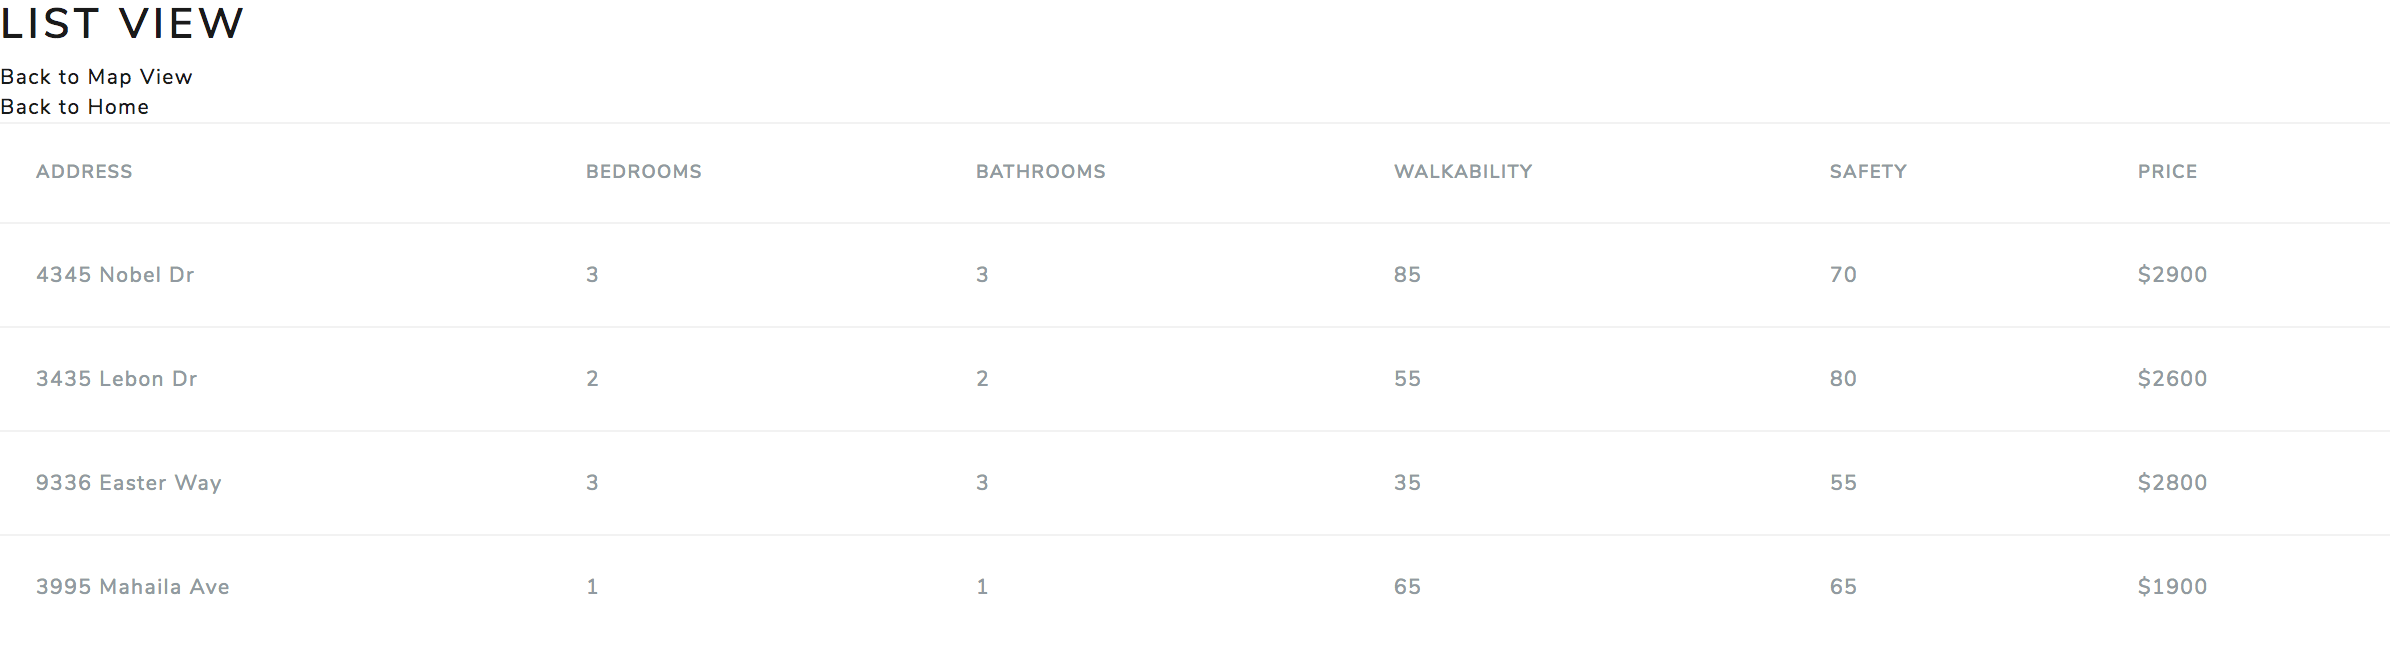 LIST VIEW
Back to Map View
Back to Home
ADDRESS BEDROOMS BATHROOMS WALKABILITY SAFETY PRICE
4345 Nobel Dr 3 3 85 70 $2900
3435 Lebon Dr 2 2 55 80 $2600
9336 Easter Way 3 3 35 55 $2800
3995 Mahaila Ave 1 1 65 65 $1900